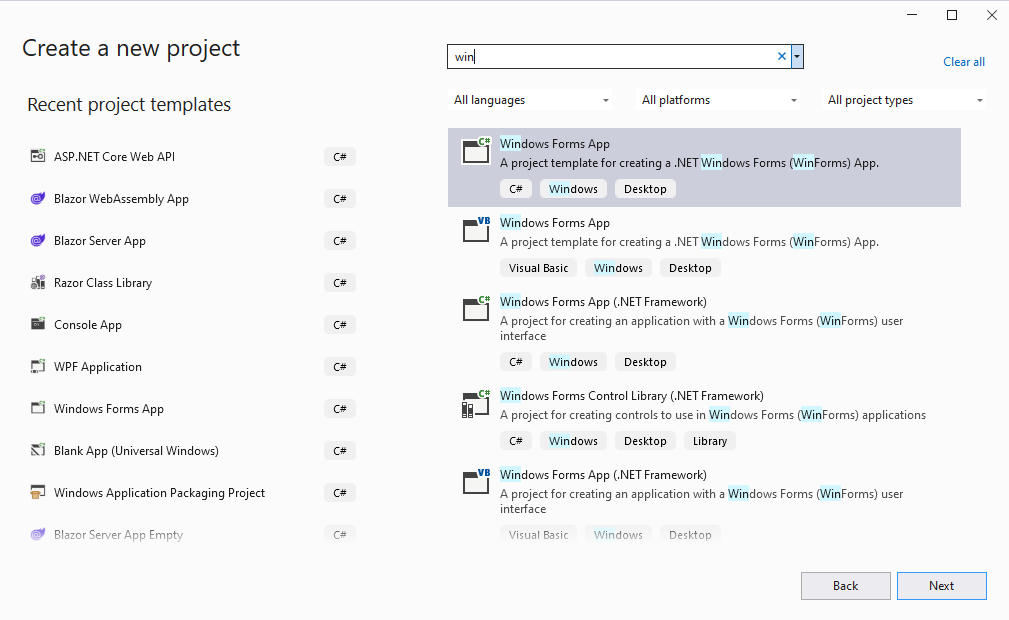 Create a new project
win
Clear all
Recent project templates
All languages
All platforms
All project types
ASP.NET Core Web API
C#
Blazor WebAssembly App
C#
Blazor Server App
C#
Razor Class Library
C#
Console App
C#
WPF Application
C#
Windows Forms App
C#
Blank App (Universal Windows)
C#
Windows Application Packaging Project
C#
Blazor Server App Empty
C#
C#
Windows Forms App
A project template for creating a .NET Windows Forms (WinForms) App.
C# Windows Desktop
VB
Windows Forms App
A project template for creating a .NET Windows Forms (WinForms) App.
Visual Basic Windows Desktop
C#
Windows Forms App (.NET Framework)
A project for creating an application with a Windows Forms (WinForms) user
interface
C# Windows Desktop
C#
Windows Forms Control Library (.NET Framework)
A project for creating controls to use in Windows Forms (WinForms) applications
C# Windows Desktop Library
VB
Windows Forms App (.NET Framework)
A project for creating an application with a Windows Forms (WinForms) user
interface
Visual Basic Windows Desktop
Back
Next